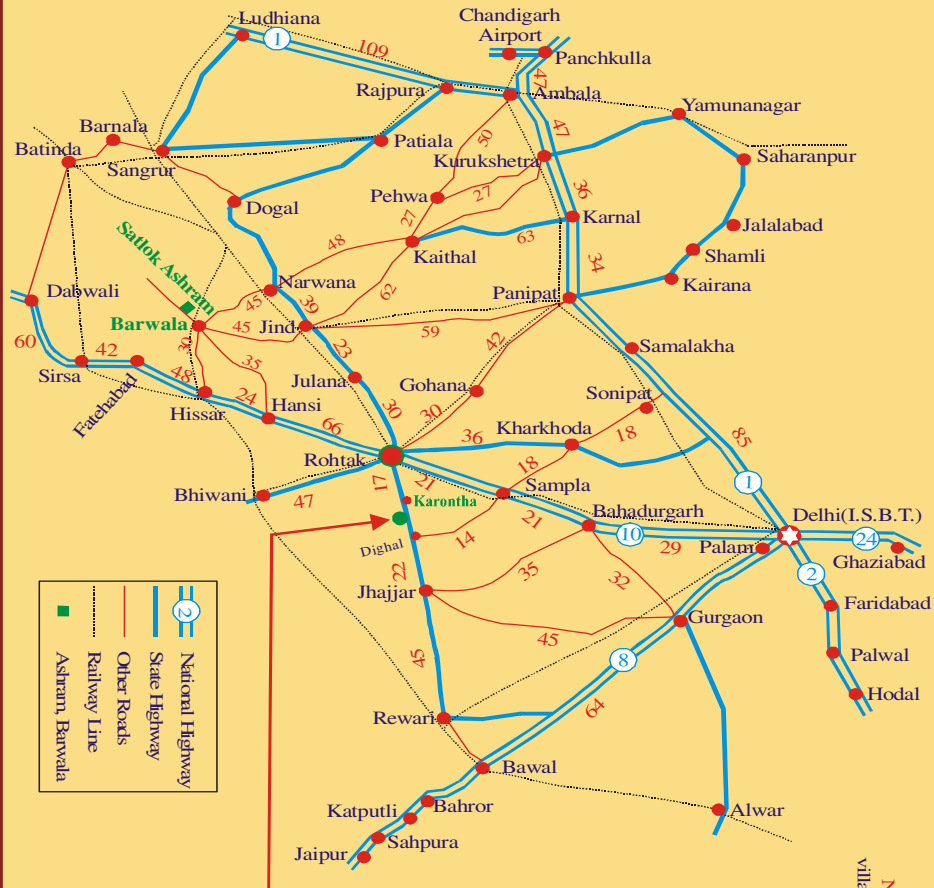 Ludhiana
1
109
Chandigarh
Airport
Panchkulla
47
Rajpura
Ambala
Yamunanagar
Barnala
Batinda
Sangrur
Patiala
50
47
Kurukshetra
Saharanpur
Pehwa
27
36
Dogal
27
Karnal
Jalalabad
Satlok Ashram
48
Kaithal
63
34
Shamli
Kairana
Dabwali
Narwana
45
39
62
Panipat
Barwala
45
Jind
59
60
30
42
23
42
Samalakha
Sirsa
Fatehabad
48
35
Julana
Gohana
Sonipat
24
Hissar
Hansi
30
30
66
36
Kharkhoda
18
85
Rohtak
18
1
Bhiwani
47
17
21
Sampla
Karontha
21
Bahadurgarh
Delhi(I.S.B.T.)
10
24
29
Palam
Ghaziabad
Dighal
14
2
22
35
32
Jhajjar
Faridabad
45
Gurgaon
45
8
Palwal
64
Hodal
Rewari
Bawal
Bahror
Katputli
Alwar
Sahpura
Jaipur
2
National Highway
State Highway
Other Roads
Railway Line
Ashram, Barwala
N
villa